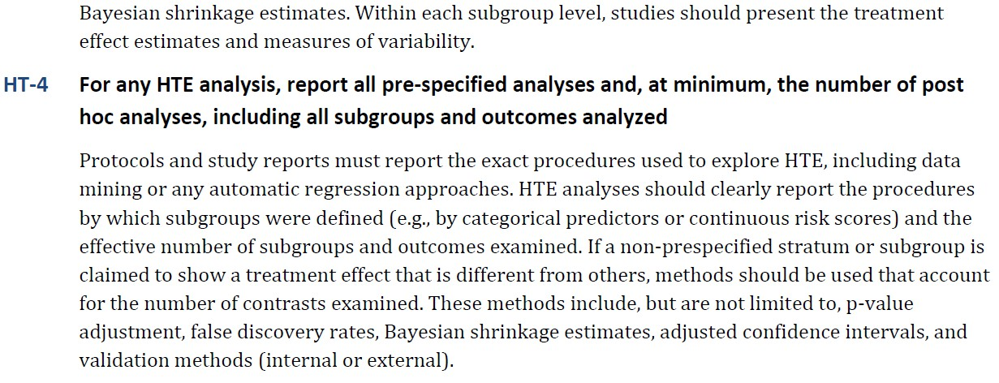 Bayesian shrinkage estimates. Within each subgroup level, studies should present the treatment
effect estimates and measures of variability.
HT-4 For any HTE analysis, report all pre-specified analyses and, at minimum, the number of post
hoc analyses, including all subgroups and outcomes analyzed
Protocols and study reports must report the exact procedures used to explore HTE, including data
mining or any automatic regression approaches. HTE analyses should clearly report the procedures
by which subgroups were defined (e.g., by categorical predictors or continuous risk scores) and the
effective number of subgroups and outcomes examined. If a non-prespecified stratum or subgroup is
claimed to show a treatment effect that is different from others, methods should be used that account
for the number of contrasts examined. These methods include, but are not limited to, p-value
adjustment, false discovery rates, Bayesian shrinkage estimates, adjusted confidence intervals, and
validation methods (internal or external).